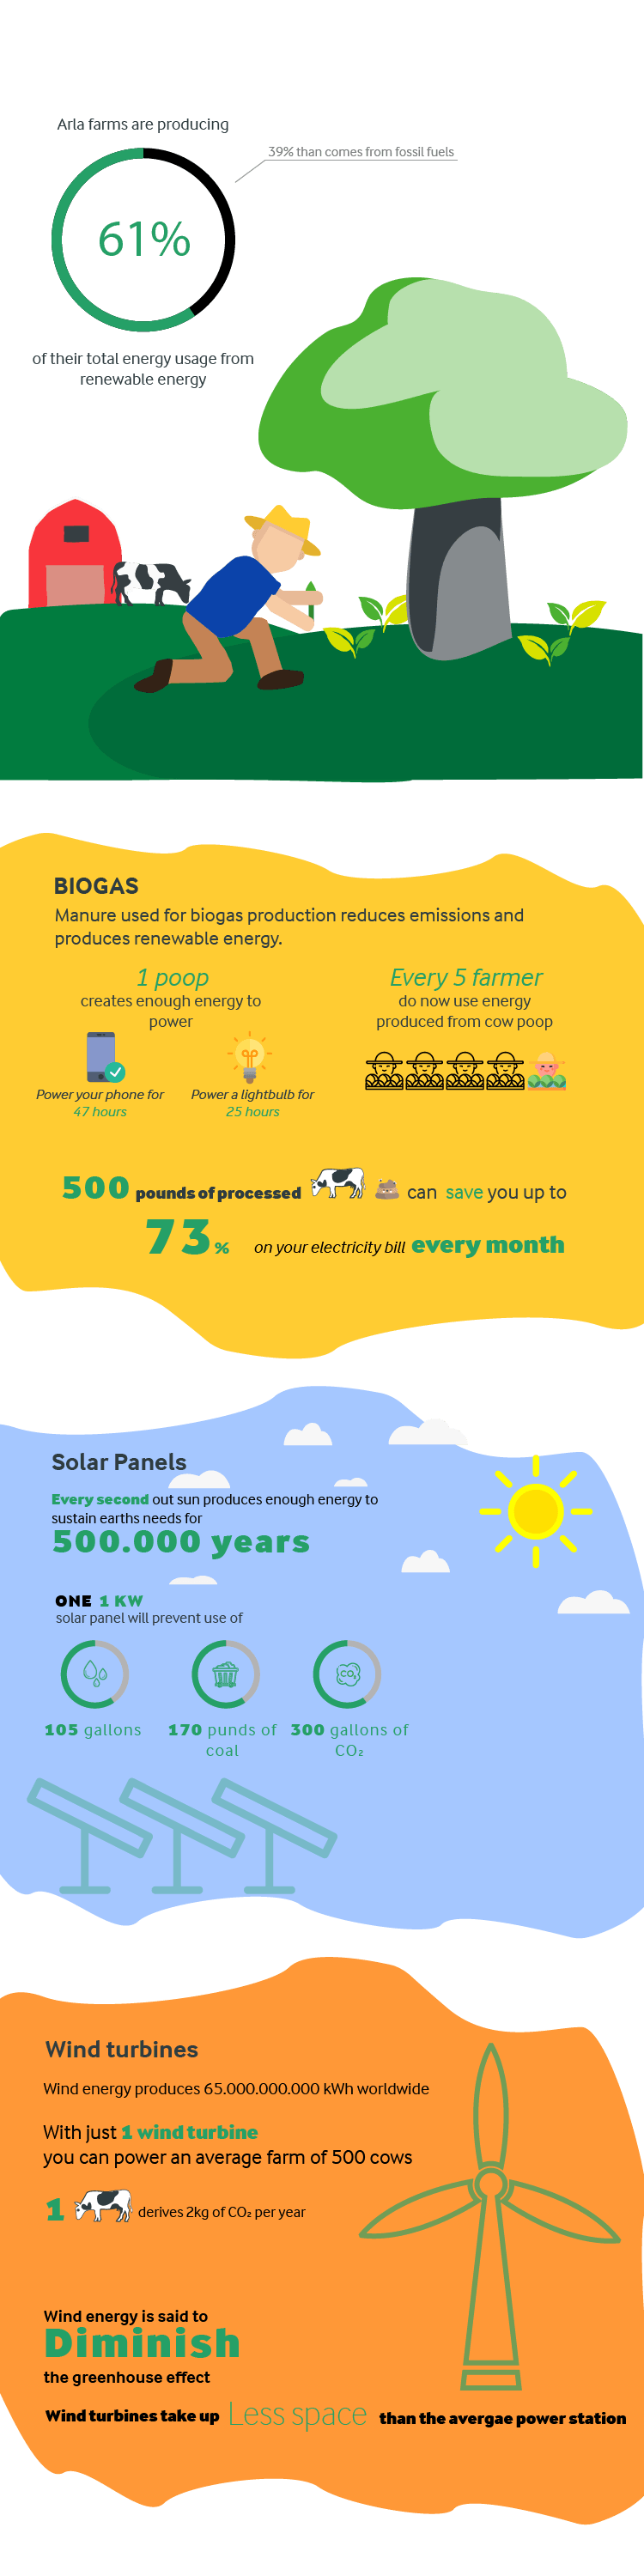 Arla farms are producing
39% than comes from fossil fuels
61%
of their total energy usage from
renewable energy
BIOGAS
Manure used for biogas production reduces emissions and
produces renewable energy.
1 poop
creates enough energy to
power
Power your phone for
47 hours
Power a lightbulb for
25 hours
Every 5 farmer
do now use energy
produced from cow poop
500 pounds of processed can save you up to
73% on your electricity bill every month
Solar Panels
Every second out sun produces enough energy to
sustain earths needs for
500.000 years
ONE 1 KW
solar panel will prevent use of
CO₂
105 gallons
170 punds of
coal
300 gallons of
CO₂
Wind turbines
Wind energy produces 65.000.000.000 kWh worldwide
With just 1 wind turbine
you can power an average farm of 500 cows
1 derives 2kg of CO₂ per year
Wind energy is said to
Diminish
the greenhouse effect
Wind turbines take up Less space than the avergae power station